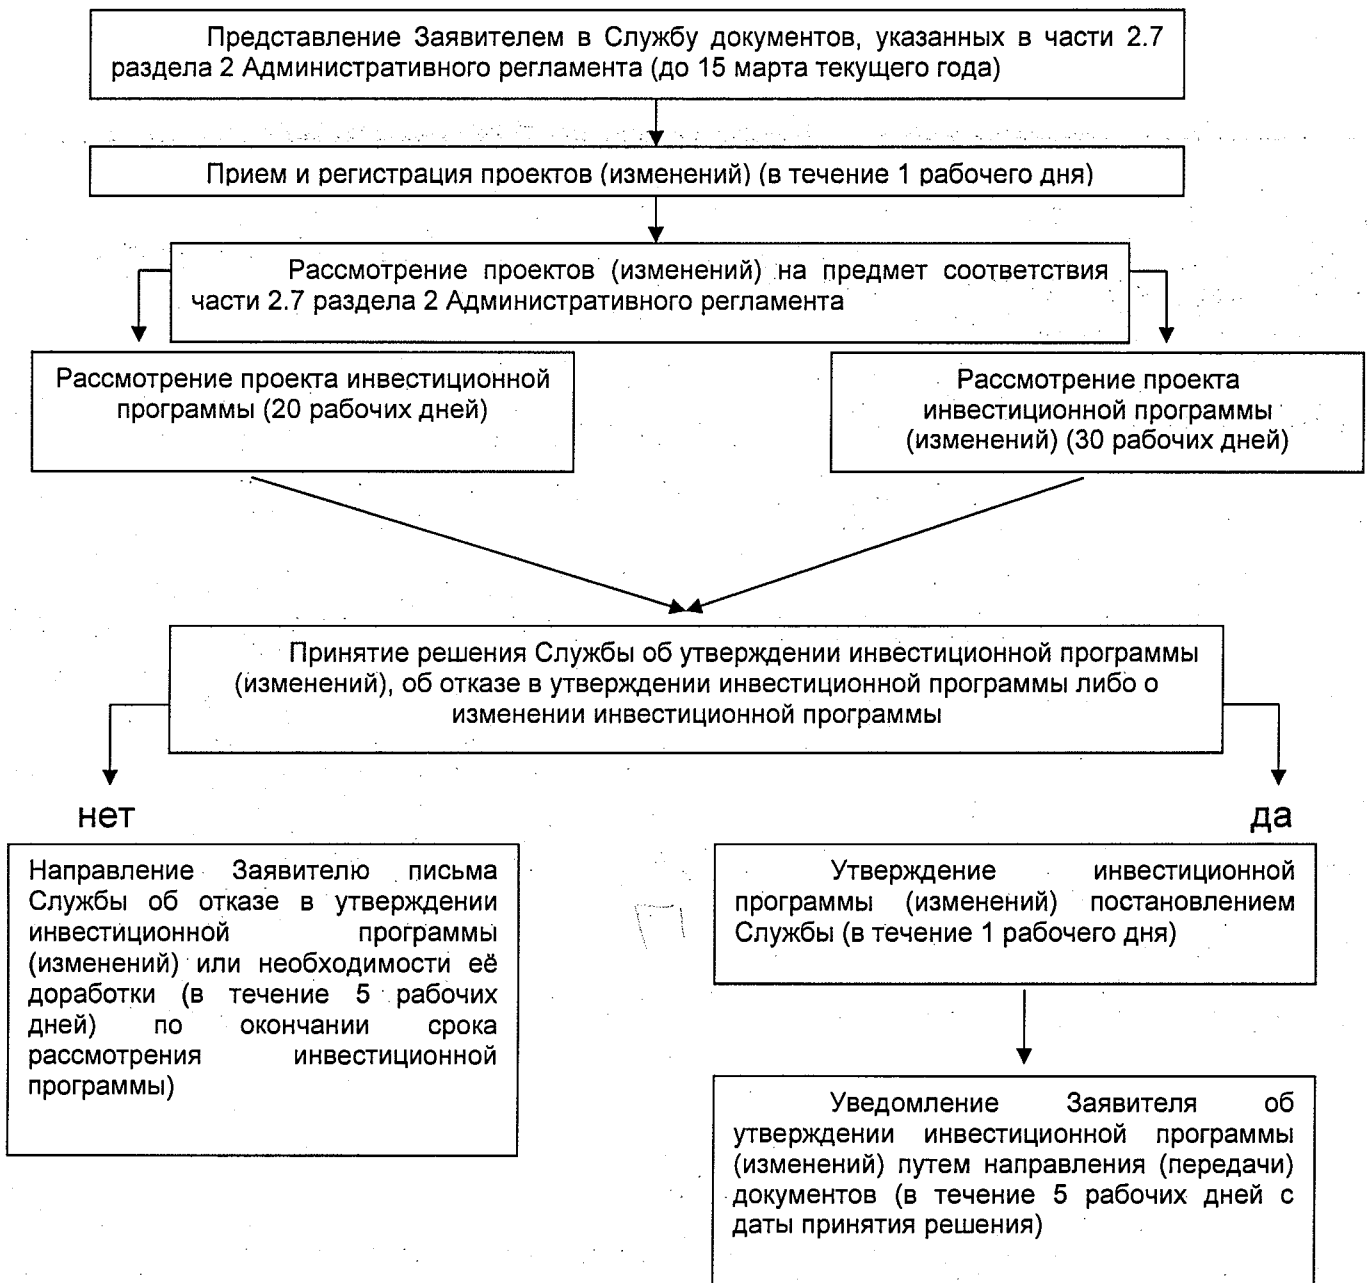 Представление Заявителем в Службу документов, указанных в части 2.7
раздела 2 Административного регламента (до 15 марта текущего года)
Прием и регистрация проектов (изменений) (в течение 1 рабочего дня)
Рассмотрение проектов (изменений) на предмет соответствия
части 2.7 раздела 2 Административного регламента
Рассмотрение проекта инвестиционной
программы (20 рабочих дней)
Рассмотрение проекта
инвестиционной программы
(изменений) (30 рабочих дней)
Принятие решения Службы об утверждении инвестиционной программы
(изменений), об отказе в утверждении инвестиционной программы либо о
изменении инвестиционной программы
нет
да
Направление Заявителю письма
Службы об отказе в утверждении
инвестиционной программы
(изменений) или необходимости её
доработки (в течение 5 рабочих
дней) по окончании срока
рассмотрения инвестиционной
программы)
Утверждение инвестиционной
программы (изменений) постановлением
Службы (в течение 1 рабочего дня)
Уведомление Заявителя об
утверждении инвестиционной программы
(изменений) путем направления (передачи)
документов (в течение 5 рабочих дней с
даты принятия решения)